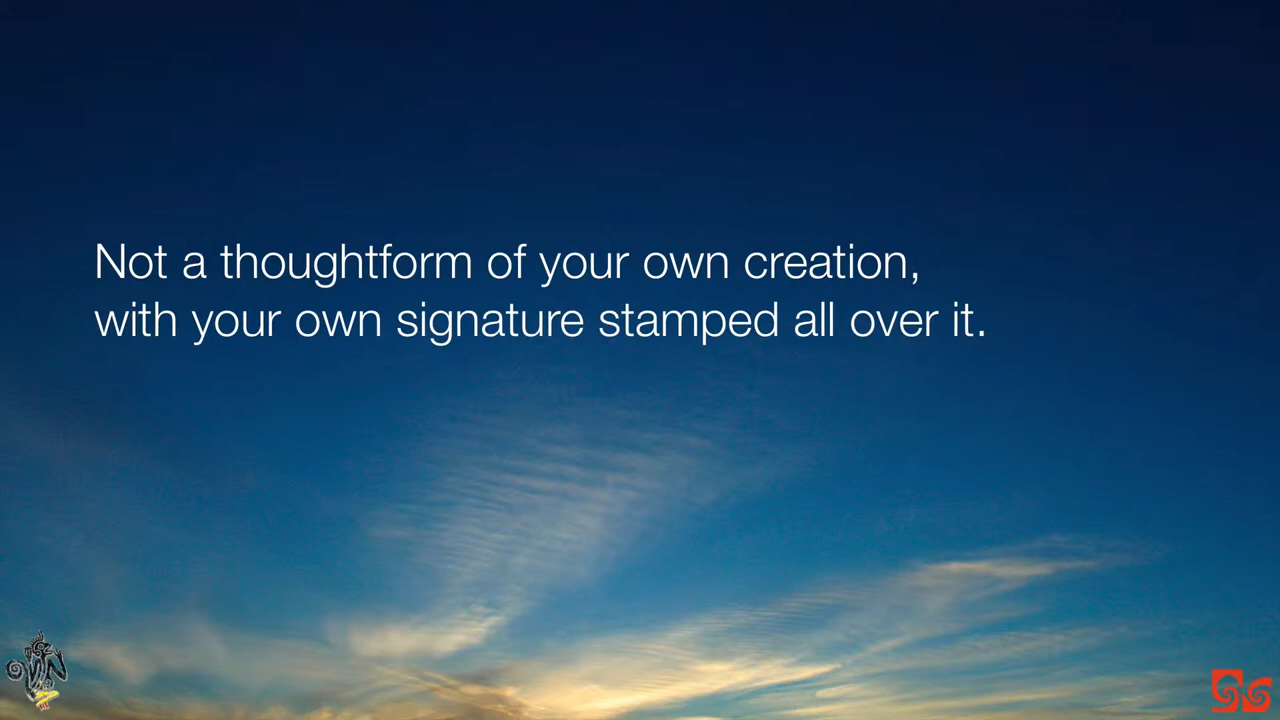 Not a thoughtform of your own creation,
with your own signature stamped all over it.